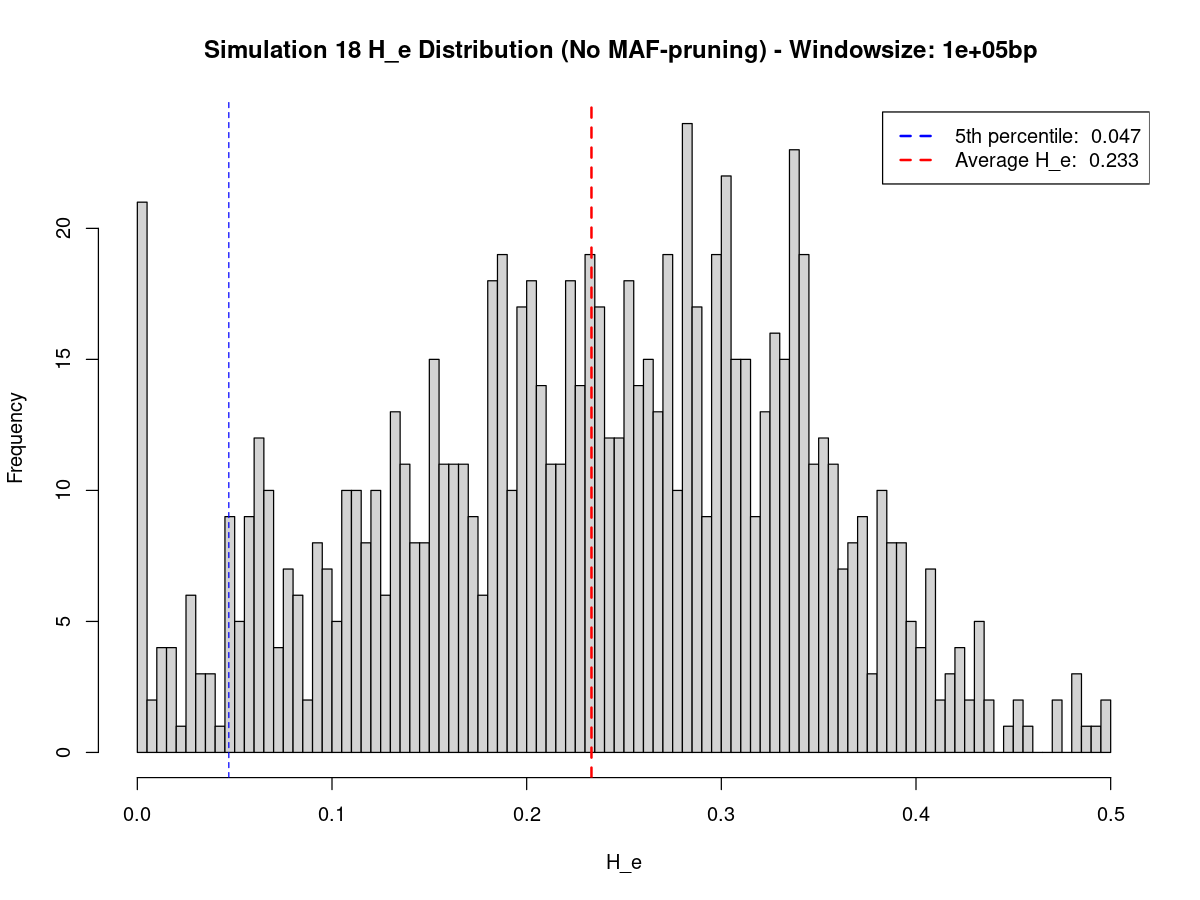 Simulation 18 H_e Distribution (No MAF-pruning) - Windowsize: 1e+05bp
5th percentile:  0.047
Average H_e:  0.233
Frequency
20
15
10
5
0
0.0 0.1 0.2 0.3 0.4 0.5
H_e